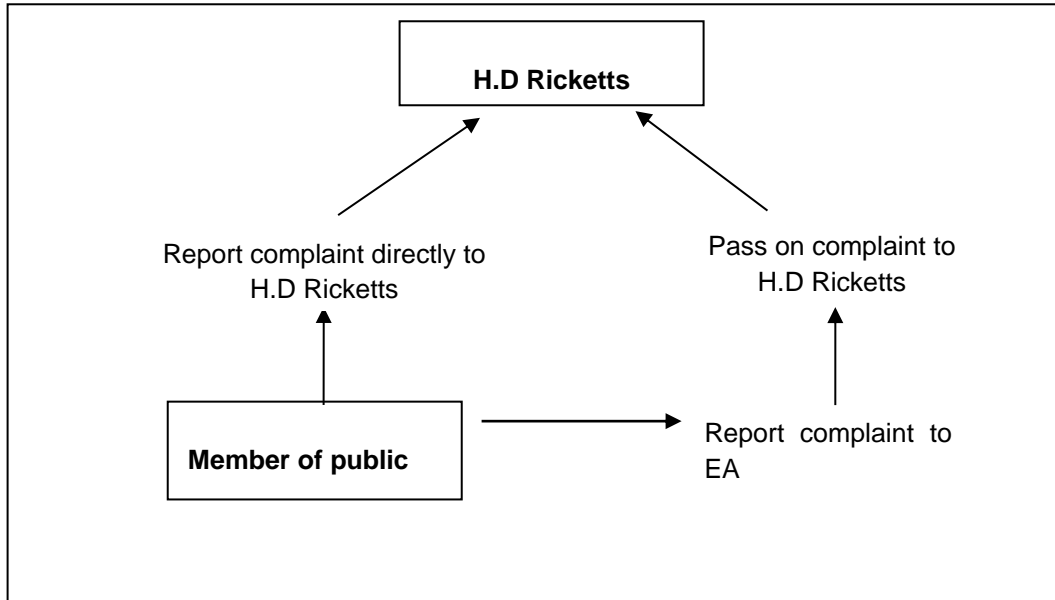 H.D Ricketts
Report complaint directly to
H.D Ricketts
Pass on complaint to
H.D Ricketts
Member of public
Report complaint to
EA